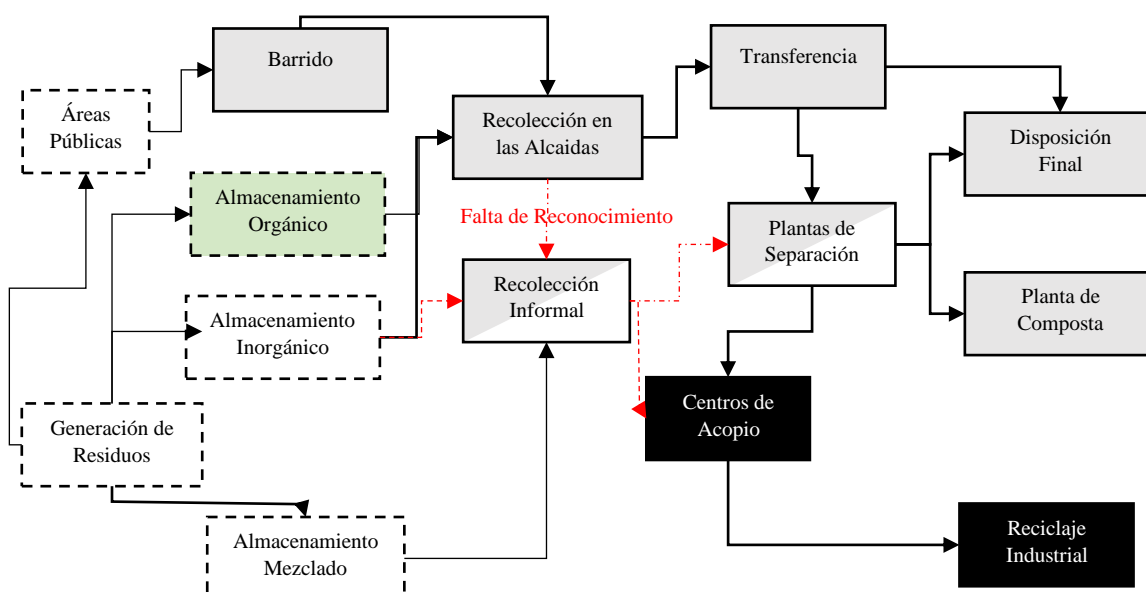 Barrido
Transferencia
Áreas
Públicas
Recolección en
las Alcaidas
Disposición
Final
Almacenamiento
Orgánico
Falta de Reconocimiento
Plantas de
Separación
Recolección
Informal
Almacenamiento
Inorgánico
Planta de
Composta
Generación de
Residuos
Centros de
Acopio
Almacenamiento
Mezclado
Reciclaje
Industrial